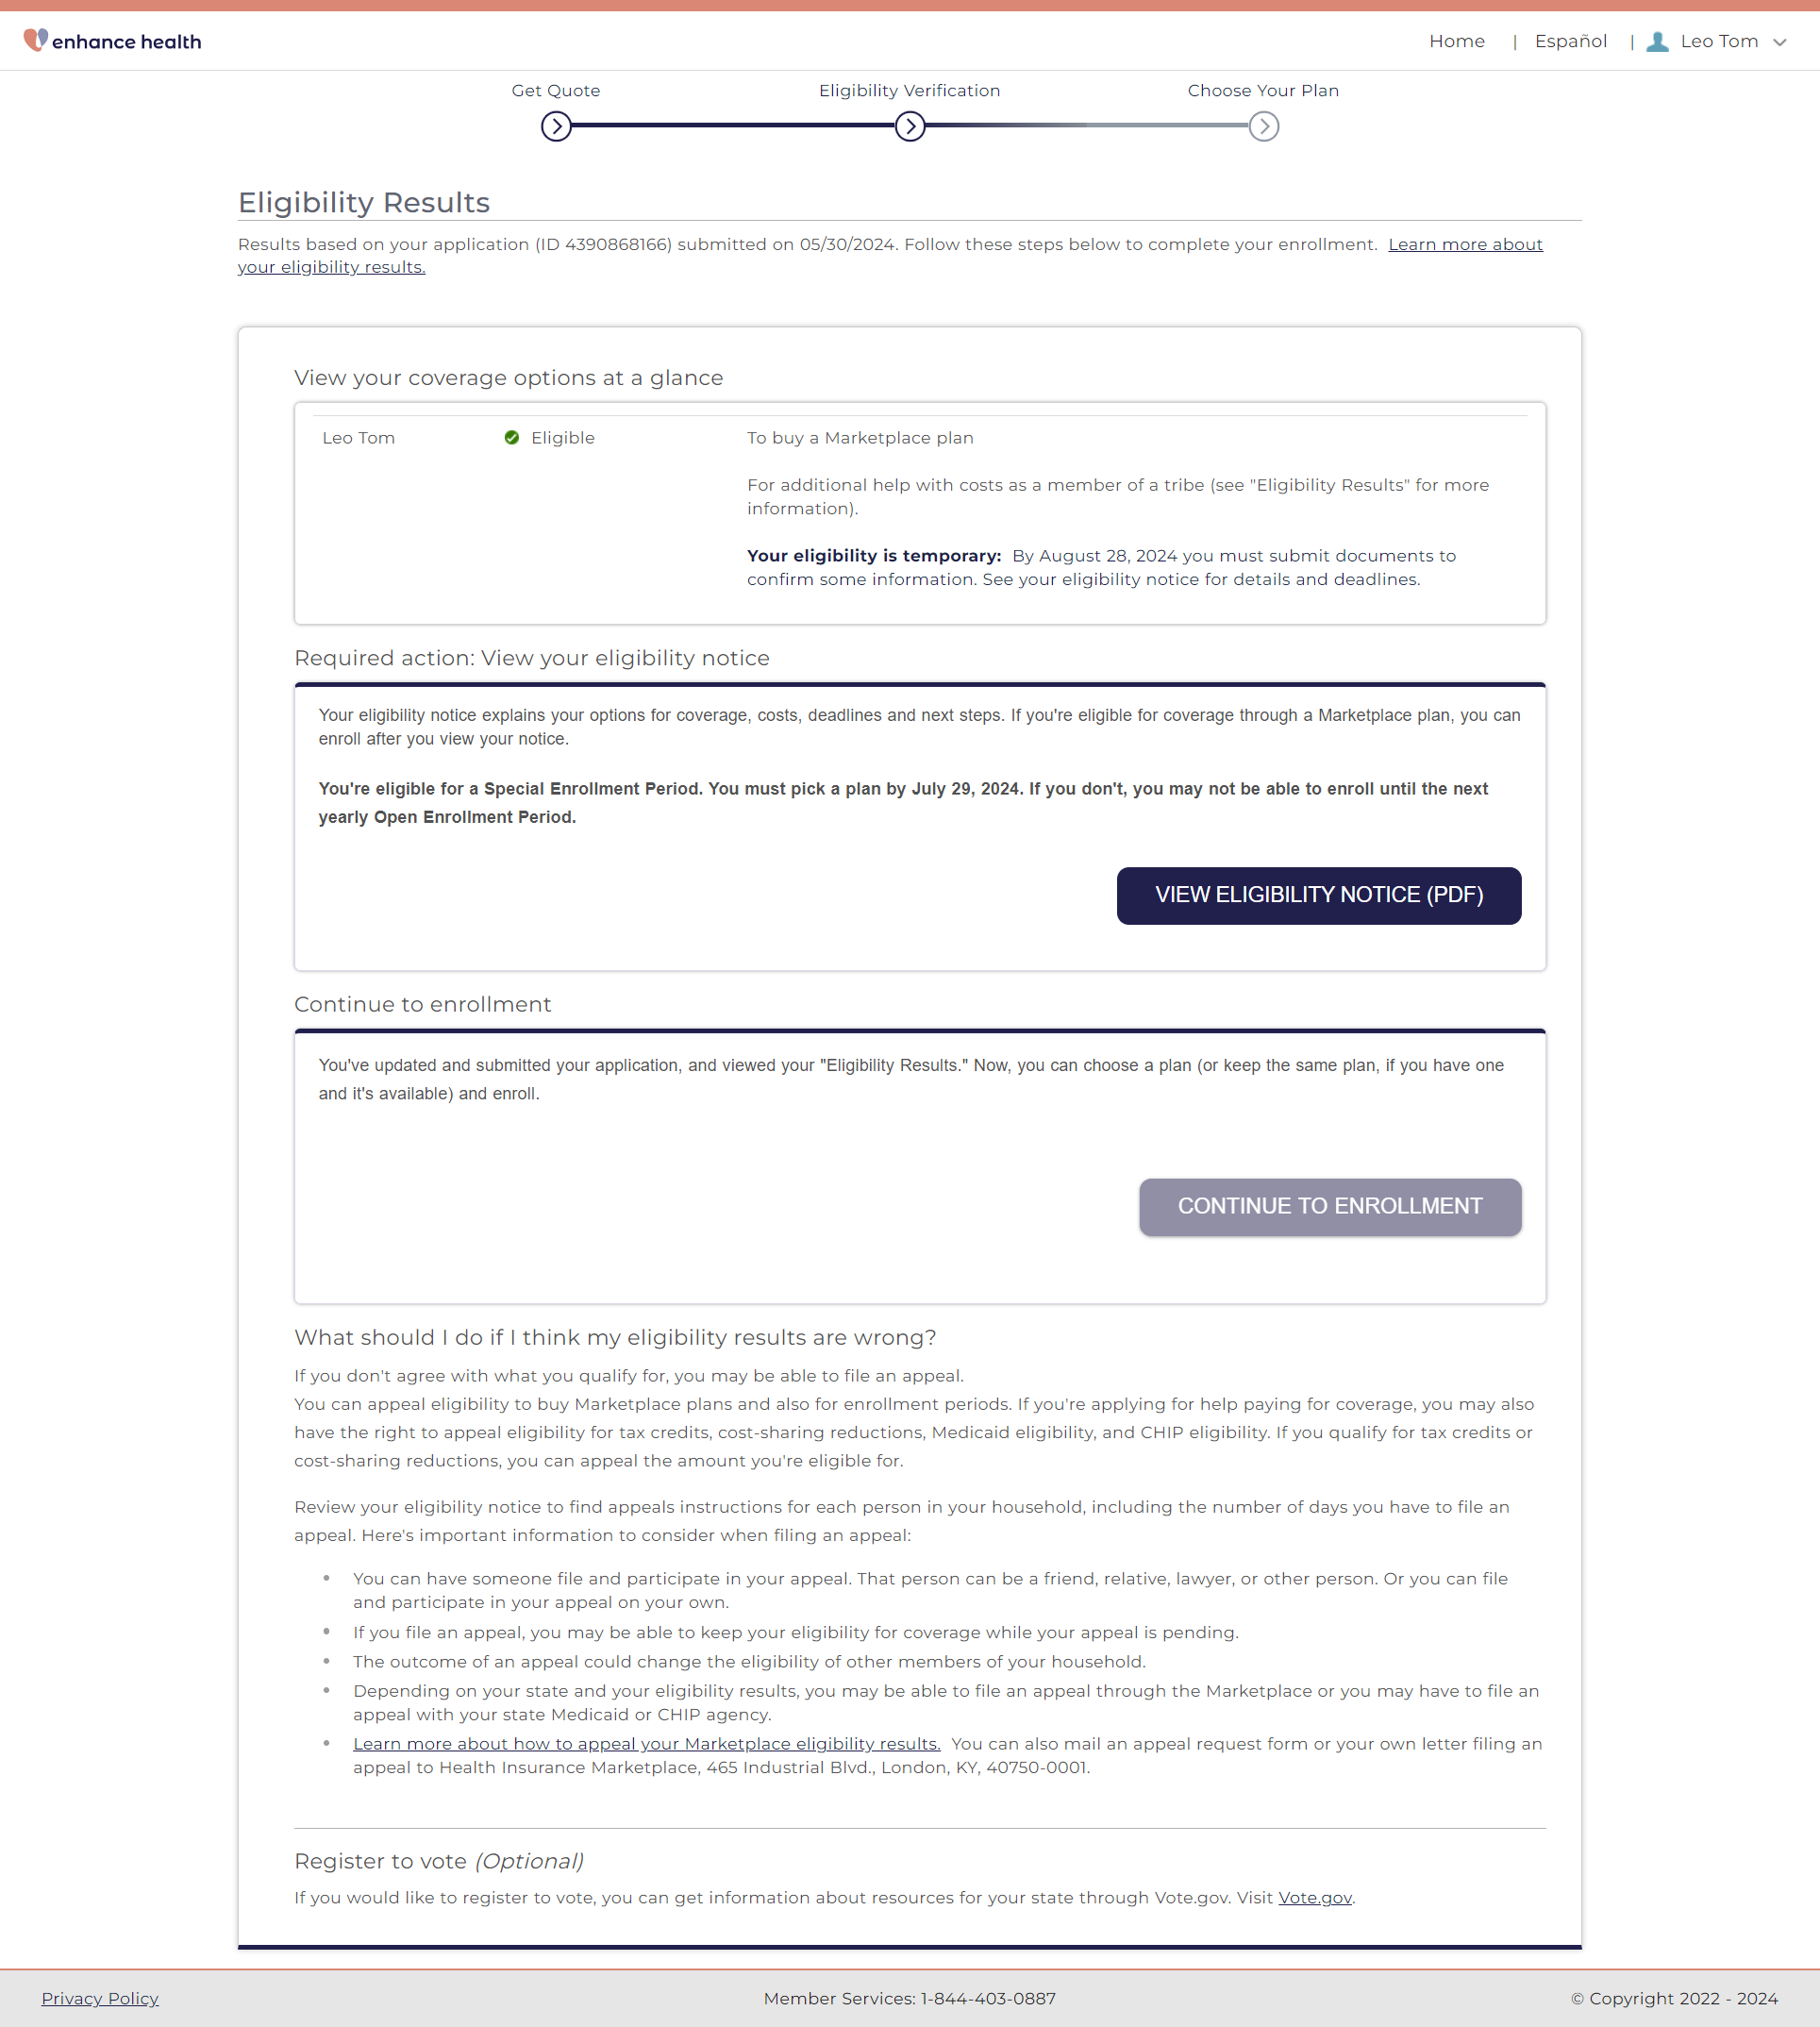 enhance health
Home | Español | Leo Tom
Get Quote
Eligibility Verification
Choose Your Plan
Eligibility Results
Results based on your application (ID 4390868166) submitted on 05/30/2024. Follow these steps below to complete your enrollment. Learn more about
your eligibility results.
View your coverage options at a glance
Leo Tom
Eligible
To buy a Marketplace plan
For additional help with costs as a member of a tribe (see "Eligibility Results" for more
information).
Your eligibility is temporary: By August 28, 2024 you must submit documents to
confirm some information. See your eligibility notice for details and deadlines.
Required action: View your eligibility notice
Your eligibility notice explains your options for coverage, costs, deadlines and next steps. If you're eligible for coverage through a Marketplace plan, you can
enroll after you view your notice.
You're eligible for a Special Enrollment Period. You must pick a plan by July 29, 2024. If you don't, you may not be able to enroll until the next
yearly Open Enrollment Period.
VIEW ELIGIBILITY NOTICE (PDF)
Continue to enrollment
You've updated and submitted your application, and viewed your "Eligibility Results." Now, you can choose a plan (or keep the same plan, if you have one
and it's available) and enroll.
CONTINUE TO ENROLLMENT
What should I do if I think my eligibility results are wrong?
If you don't agree with what you qualify for, you may be able to file an appeal.
You can appeal eligibility to buy Marketplace plans and also for enrollment periods. If you're applying for help paying for coverage, you may also
have the right to appeal eligibility for tax credits, cost-sharing reductions, Medicaid eligibility, and CHIP eligibility. If you qualify for tax credits or
cost-sharing reductions, you can appeal the amount you're eligible for.
Review your eligibility notice to find appeals instructions for each person in your household, including the number of days you have to file an
appeal. Here's important information to consider when filing an appeal:
• You can have someone file and participate in your appeal. That person can be a friend, relative, lawyer, or other person. Or you can file
and participate in your appeal on your own.
• If you file an appeal, you may be able to keep your eligibility for coverage while your appeal is pending.
• The outcome of an appeal could change the eligibility of other members of your household.
• Depending on your state and your eligibility results, you may be able to file an appeal through the Marketplace or you may have to file an
appeal with your state Medicaid or CHIP agency.
• Learn more about how to appeal your Marketplace eligibility results. You can also mail an appeal request form or your own letter filing an
appeal to Health Insurance Marketplace, 465 Industrial Blvd., London, KY, 40750-0001.
Register to vote (Optional)
If you would like to register to vote, you can get information about resources for your state through Vote.gov. Visit Vote.gov.
Privacy Policy
Member Services: 1-844-403-0887
© Copyright 2022 - 2024